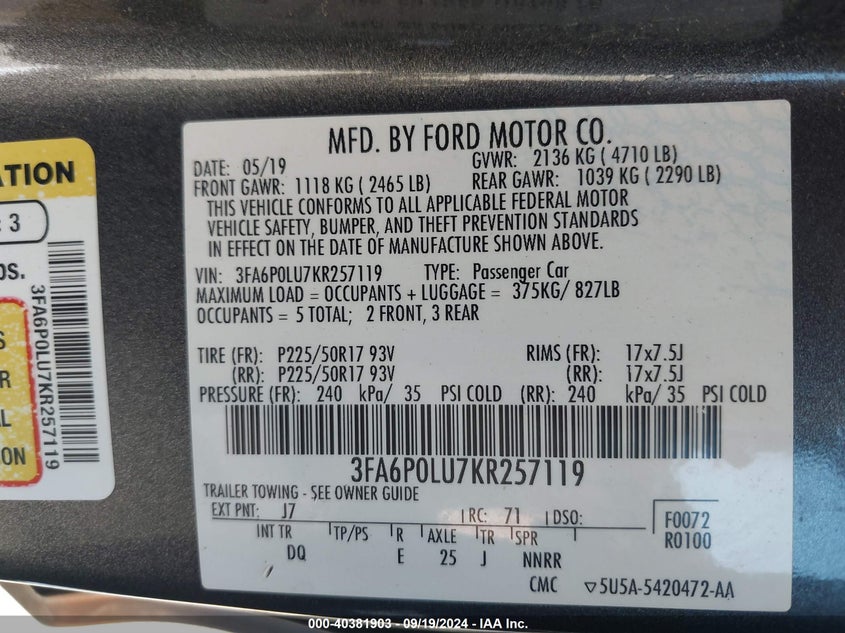 ATION
: 3
DS.
S
R
AL
ION
3FA6P0LU7KR257119
MFD. BY FORD MOTOR CO.
DATE: 05/19 GVWR: 2136 KG ( 4710 LB)
FRONT GAWR: 1118 KG ( 2465 LB) REAR GAWR: 1039 KG ( 2290 LB)
THIS VEHICLE CONFORMS TO ALL APPLICABLE FEDERAL MOTOR
VEHICLE SAFETY, BUMPER, AND THEFT PREVENTION STANDARDS
IN EFFECT ON THE DATE OF MANUFACTURE SHOWN ABOVE.
VIN: 3FA6P0LU7KR257119 TYPE: Passenger Car
MAXIMUM LOAD = OCCUPANTS + LUGGAGE = 375KG/ 827LB
OCCUPANTS = 5 TOTAL; 2 FRONT, 3 REAR
TIRE (FR): P225/50R17 93V RIMS (FR): 17x7.5J
(RR): P225/50R17 93V (RR): 17x7.5J
PRESSURE (FR): 240 kPa/ 35 PSI COLD (RR): 240 kPa/ 35 PSI COLD
3FA6P0LU7KR257119
TRAILER TOWING - SEE OWNER GUIDE
EXT PNT: J7 RC: 71 DSO: F0072
INT TR TP/PS R AXLE TR SPR R0100
DQ E 25 J NNRR
CMC ▽5U5A-5420472-AA
000-40381903 - 09/19/2024 - IAA Inc.